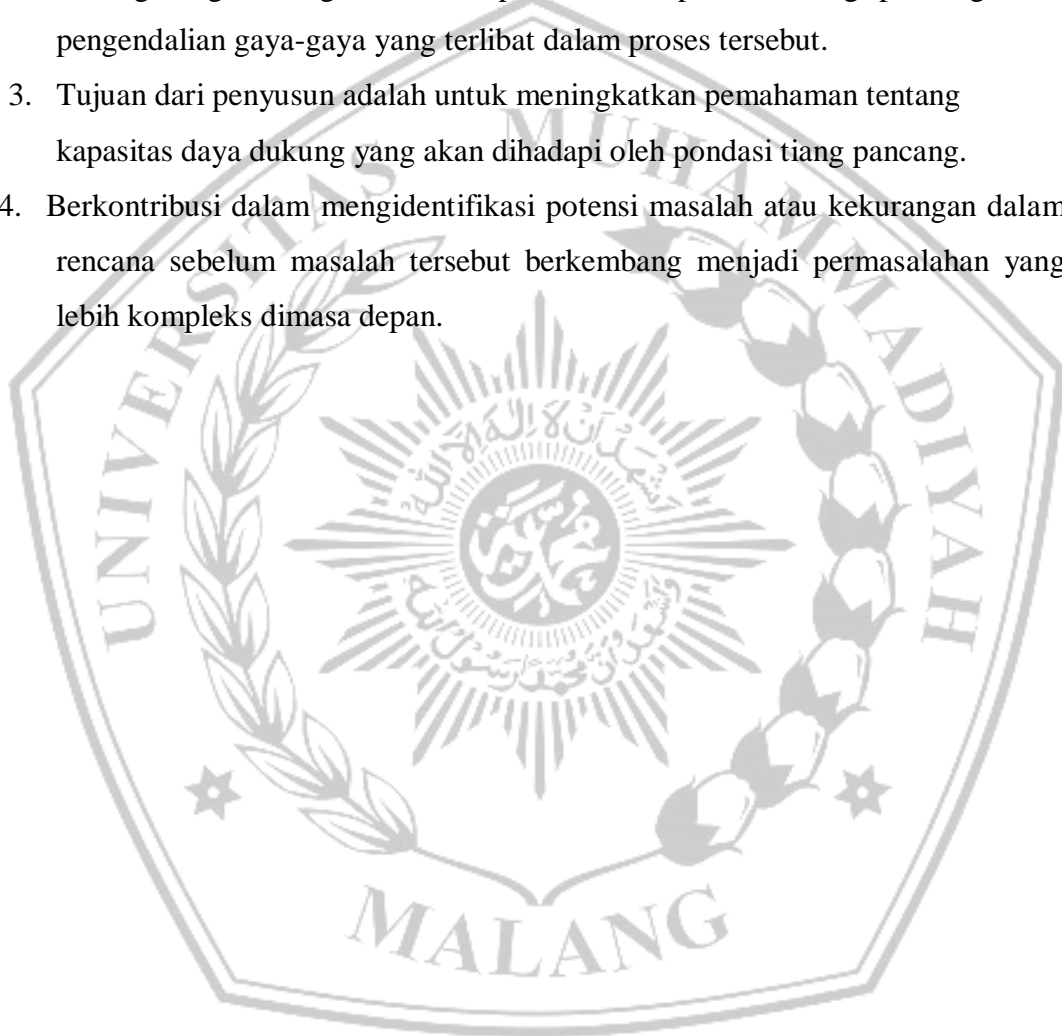 pengendalian gaya-gaya yang terlibat dalam proses tersebut.
3. Tujuan dari penyusun adalah untuk meningkatkan pemahaman tentang
kapasitas daya dukung yang akan dihadapi oleh pondasi tiang pancang.
4. Berkontribusi dalam mengidentifikasi potensi masalah atau kekurangan dalam
rencana sebelum masalah tersebut berkembang menjadi permasalahan yang
lebih kompleks dimasa depan.
UNIVERSITAS MUHAMMADIYAH
MALANG